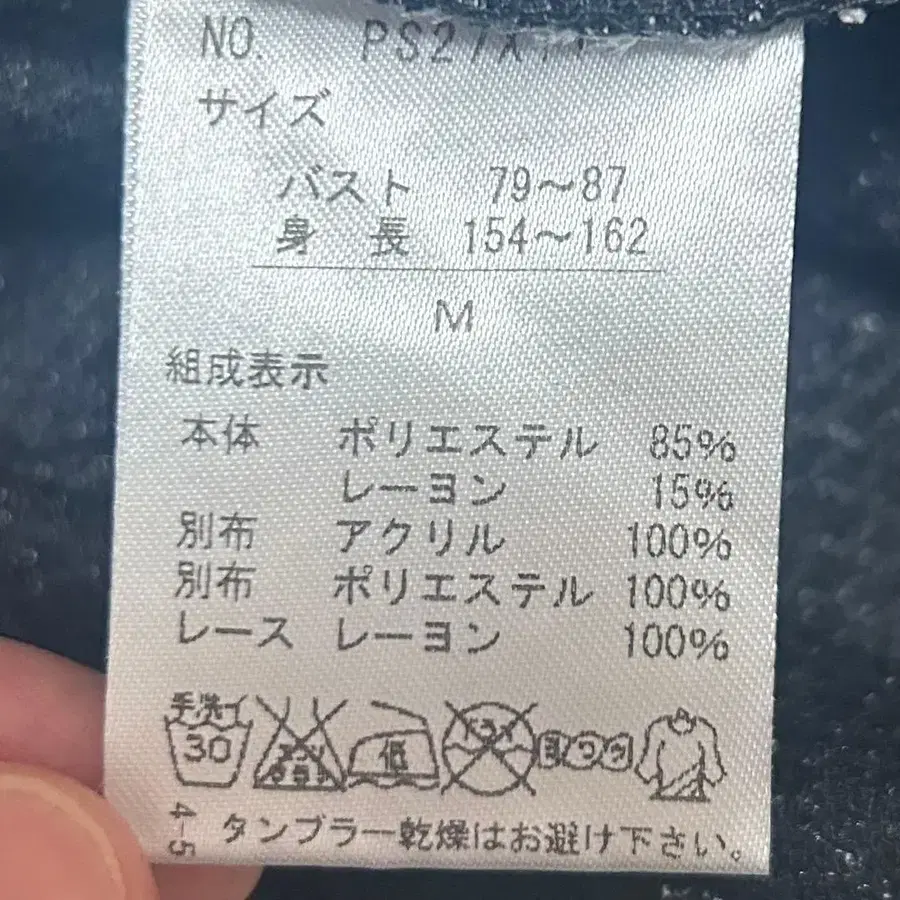 NO.
サイズ
バスト 79～87
身 長 154～162
M
組成表示
本体 ポリエステル 85%
レーヨン 15%
別布 アクリル 100%
別布 ポリエステル 100%
レース レーヨン 100%
手洗イ
30
低
ドライ
4-5
タンブラー乾燥はお避け下さい。